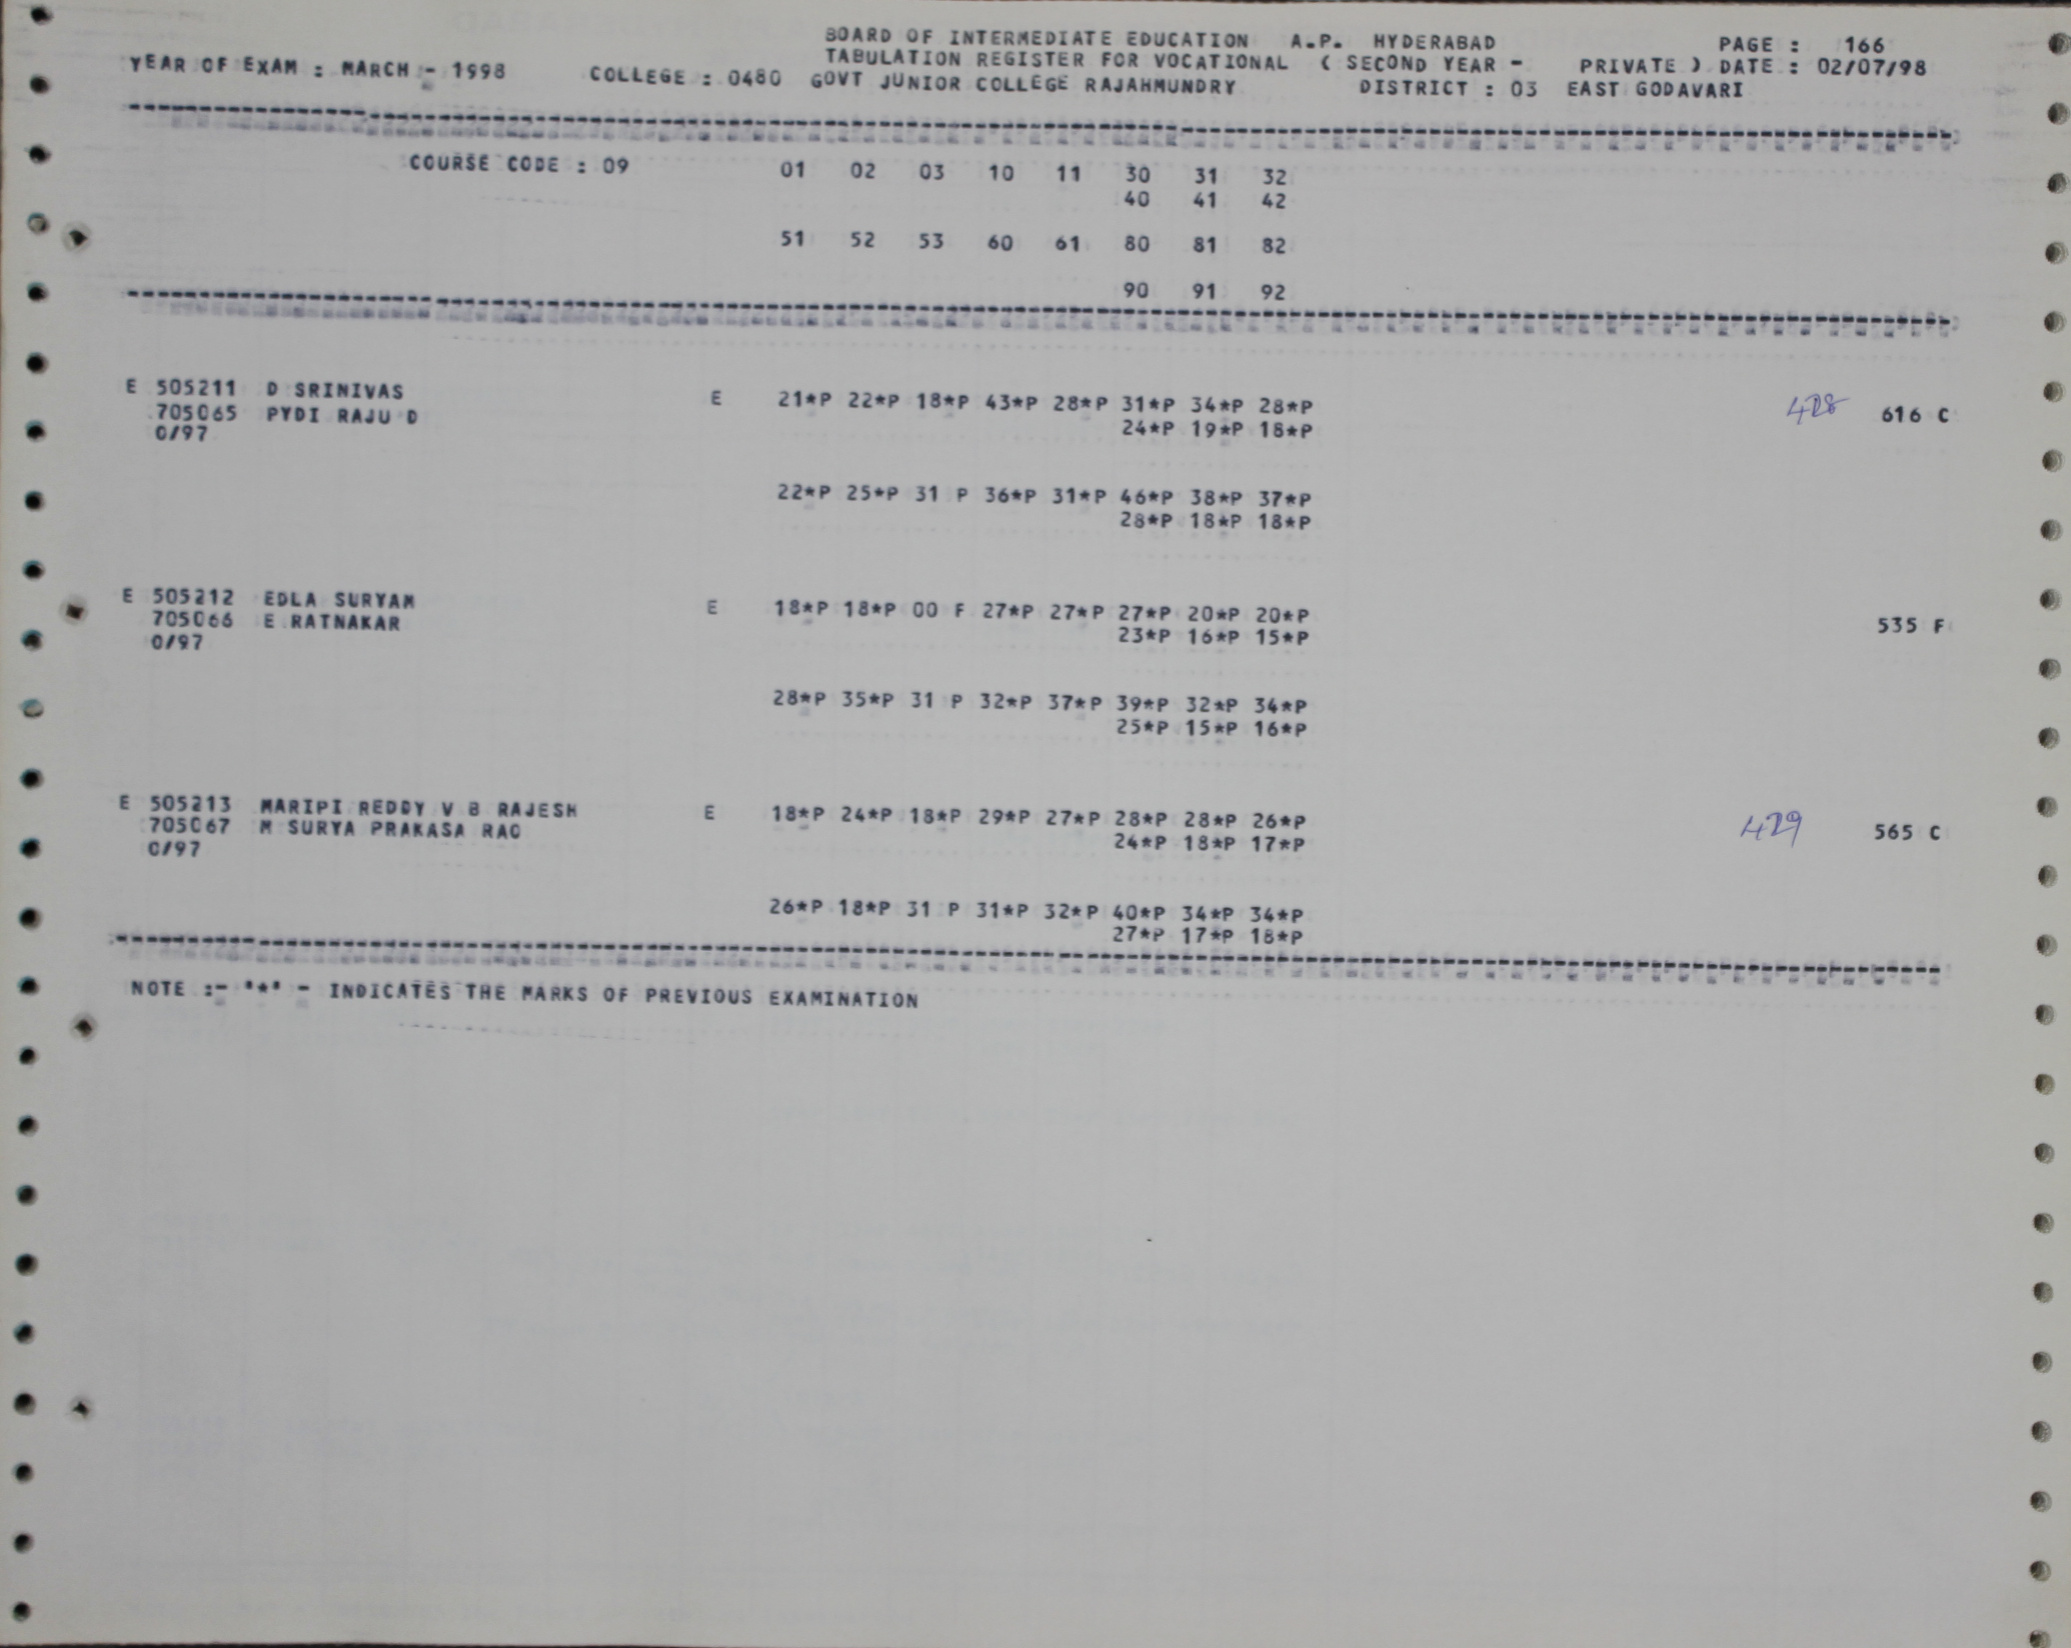 BOARD OF INTERMEDIATE EDUCATION A.P. HYDERABAD PAGE : 166
YEAR OF EXAM : MARCH - 1998 TABULATION REGISTER FOR VOCATIONAL ( SECOND YEAR - PRIVATE ) DATE : 02/07/98
COLLEGE : 0480 GOVT JUNIOR COLLEGE RAJAHMUNDRY DISTRICT : 03 EAST GODAVARI
COURSE CODE : 09 01 02 03 10 11 30 31 32
40 41 42
51 52 53 60 61 80 81 82
90 91 92
E 505211 D SRINIVAS E 21*P 22*P 18*P 43*P 28*P 31*P 34*P 28*P 428 616 C
705065 PYDI RAJU D 24*P 19*P 18*P
0/97
22*P 25*P 31 P 36*P 31*P 46*P 38*P 37*P
28*P 18*P 18*P
E 505212 EDLA SURYAM E 18*P 18*P 00 F 27*P 27*P 27*P 20*P 20*P 535 F
705066 E RATNAKAR 23*P 16*P 15*P
0/97
28*P 35*P 31 P 32*P 37*P 39*P 32*P 34*P
25*P 15*P 16*P
E 505213 MARIPI REDDY V B RAJESH E 18*P 24*P 18*P 29*P 27*P 28*P 28*P 26*P 429 565 C
705067 M SURYA PRAKASA RAO 24*P 18*P 17*P
0/97
26*P 18*P 31 P 31*P 32*P 40*P 34*P 34*P
27*P 17*P 18*P
NOTE :- '*' - INDICATES THE MARKS OF PREVIOUS EXAMINATION